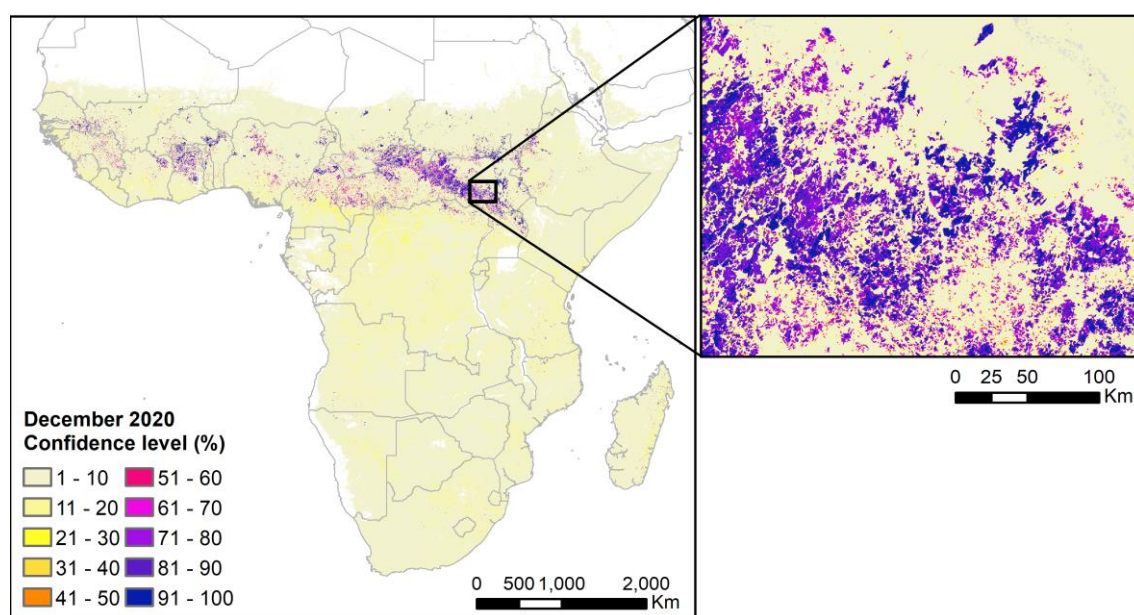 December 2020
Confidence level (%)
1 - 10
51 - 60
11 - 20
61 - 70
21 - 30
71 - 80
31 - 40
81 - 90
41 - 50
91 - 100
0 500 1,000 2,000
Km
0 25 50 100
Km